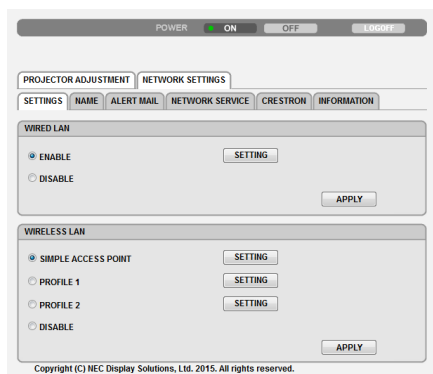 POWER ON OFF LOGOFF
PROJECTOR ADJUSTMENT NETWORK SETTINGS
SETTINGS NAME ALERT MAIL NETWORK SERVICE CRESTRON INFORMATION
WIRED LAN
ENABLE SETTING
DISABLE
APPLY
WIRELESS LAN
SIMPLE ACCESS POINT SETTING
PROFILE 1 SETTING
PROFILE 2 SETTING
DISABLE
APPLY
Copyright (C) NEC Display Solutions, Ltd. 2015. All rights reserved.